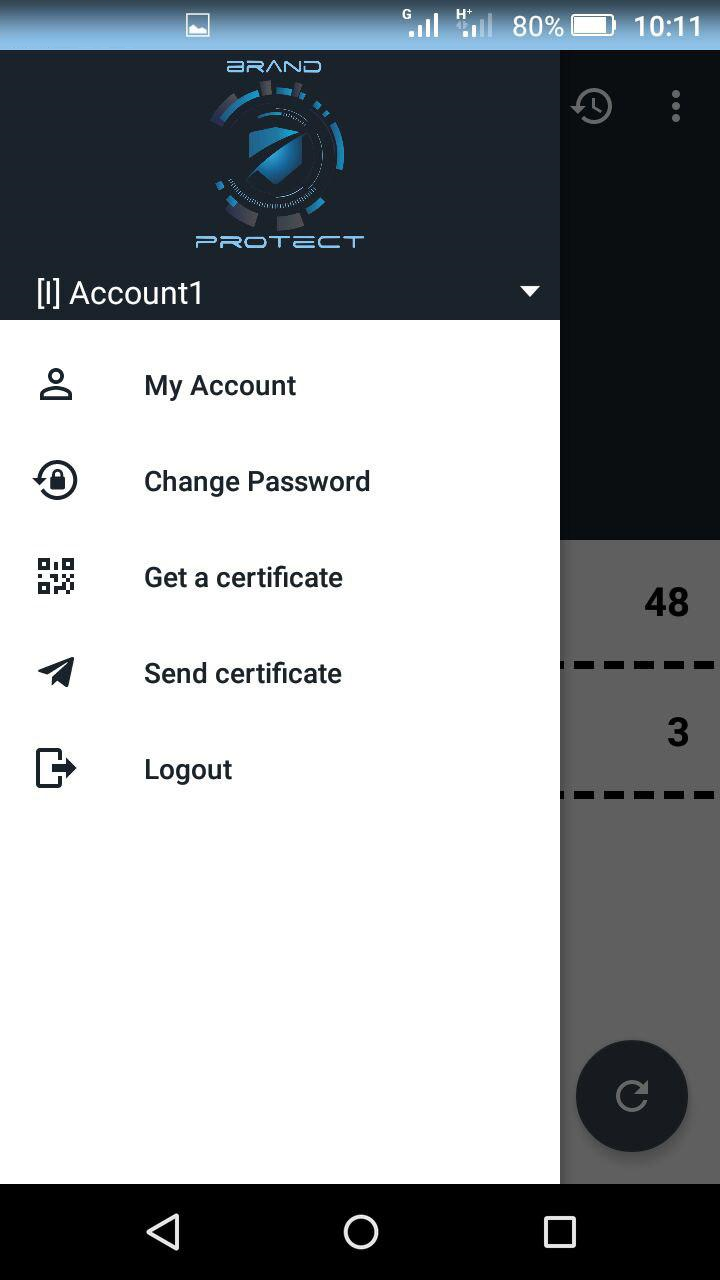 G H+ 80% 10:11
BRAND
PROTECT
[I] Account1
My Account
Change Password
Get a certificate
48
Send certificate
3
Logout